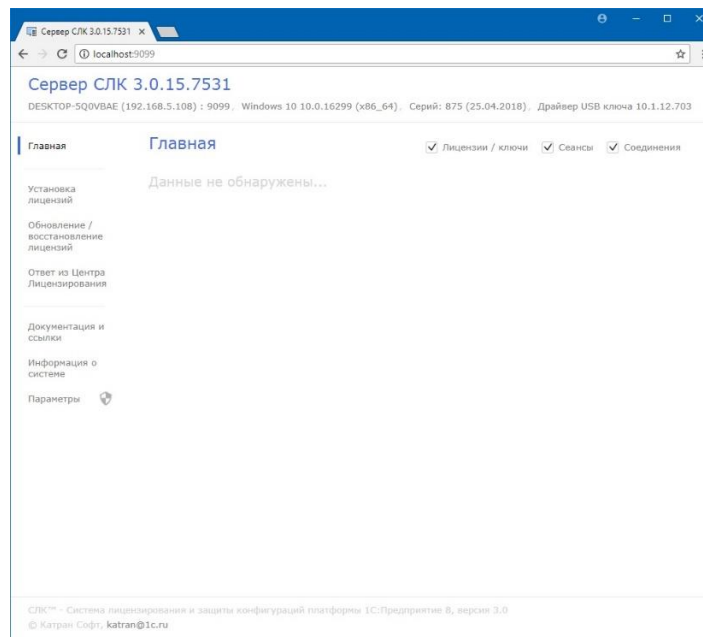 Сервер СЛК 3.0.15.7531
localhost:9099
Сервер СЛК 3.0.15.7531
DESKTOP-5Q0VBAE (192.168.5.108) : 9099, Windows 10 10.0.16299 (x86_64), Серий: 875 (25.04.2018), Драйвер USB ключа 10.1.12.703
Главная
Установка
лицензий
Обновление /
восстановление
лицензий
Ответ из Центра
Лицензирования
Документация и
ссылки
Информация о
системе
Параметры
Главная
Лицензии / ключи Сеансы Соединения
Данные не обнаружены...
СЛК™ - Система лицензирования и защиты конфигураций платформы 1С:Предприятие 8, версия 3.0
© Катран Софт, katran@1c.ru